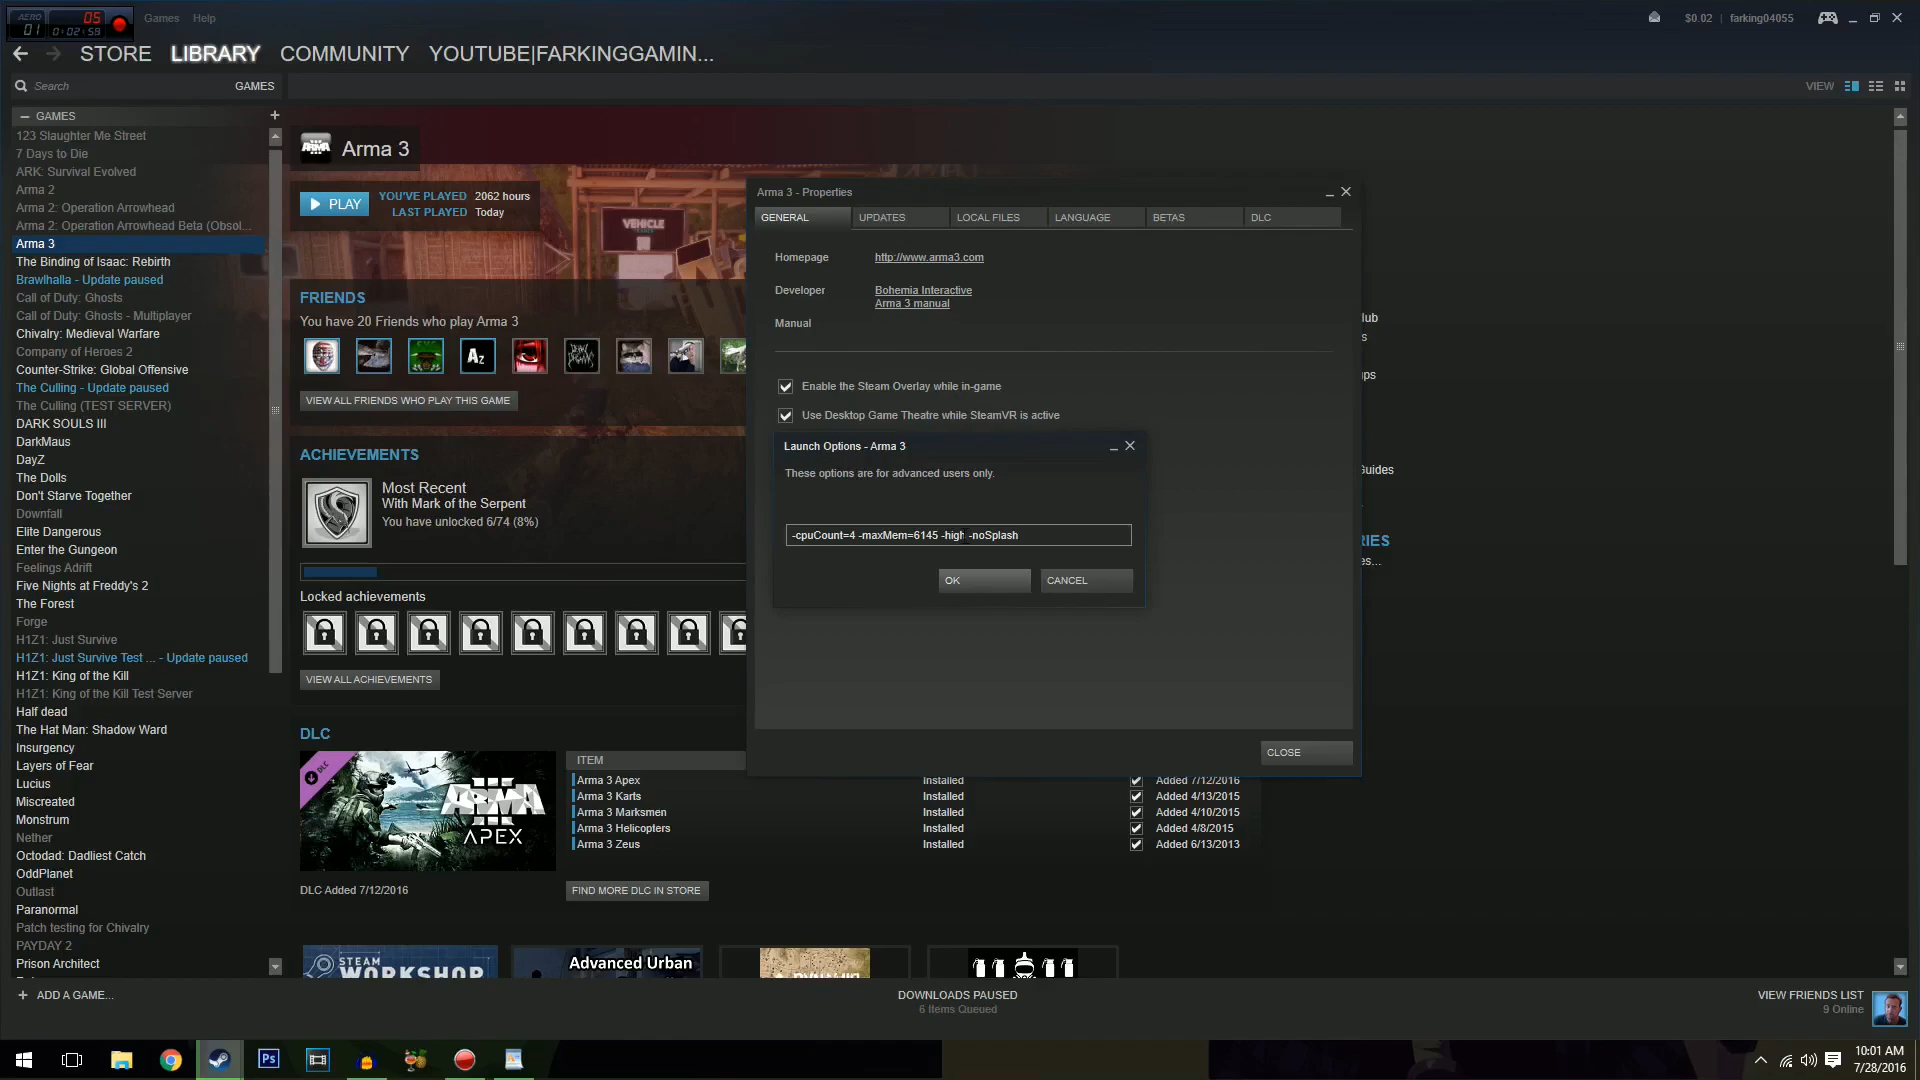 AERO
01
05
0:02:58
Games Help
$0.02 farking04055
STORE LIBRARY COMMUNITY YOUTUBE|FARKINGGAMIN...
Search GAMES
VIEW
GAMES
123 Slaughter Me Street
7 Days to Die
ARK: Survival Evolved
Arma 2
Arma 2: Operation Arrowhead
Arma 2: Operation Arrowhead Beta (Obsol...
Arma 3
The Binding of Isaac: Rebirth
Brawlhalla - Update paused
Call of Duty: Ghosts
Call of Duty: Ghosts - Multiplayer
Chivalry: Medieval Warfare
Company of Heroes 2
Counter-Strike: Global Offensive
The Culling - Update paused
The Culling (TEST SERVER)
DARK SOULS III
DarkMaus
DayZ
The Dolls
Don't Starve Together
Downfall
Elite Dangerous
Enter the Gungeon
Feelings Adrift
Five Nights at Freddy's 2
The Forest
Forge
H1Z1: Just Survive
H1Z1: Just Survive Test ... - Update paused
H1Z1: King of the Kill
H1Z1: King of the Kill Test Server
Half dead
The Hat Man: Shadow Ward
Insurgency
Layers of Fear
Lucius
Miscreated
Monstrum
Nether
Octodad: Dadliest Catch
OddPlanet
Outlast
Paranormal
Patch testing for Chivalry
PAYDAY 2
Prison Architect
ARMA
Arma 3
PLAY
YOU'VE PLAYED 2062 hours
LAST PLAYED Today
VEHICLE
FRIENDS
You have 20 Friends who play Arma 3
AZ
VIEW ALL FRIENDS WHO PLAY THIS GAME
ACHIEVEMENTS
Most Recent
With Mark of the Serpent
You have unlocked 6/74 (8%)
Locked achievements
VIEW ALL ACHIEVEMENTS
DLC
DLC
ARMA III
APEX
DLC Added 7/12/2016
ITEM
Arma 3 Apex Installed Added 7/12/2016
Arma 3 Karts Installed Added 4/13/2015
Arma 3 Marksmen Installed Added 4/10/2015
Arma 3 Helicopters Installed Added 4/8/2015
Arma 3 Zeus Installed Added 6/13/2013
FIND MORE DLC IN STORE
STEAM
WORKSHOP
Advanced Urban
Arma 3 - Properties
GENERAL UPDATES LOCAL FILES LANGUAGE BETAS DLC
Homepage http://www.arma3.com
Developer Bohemia Interactive
Arma 3 manual
Manual
Enable the Steam Overlay while in-game
Use Desktop Game Theatre while SteamVR is active
Launch Options - Arma 3
These options are for advanced users only.
-cpuCount=4 -maxMem=6145 -high -noSplash
OK CANCEL
CLOSE
ADD A GAME...
DOWNLOADS PAUSED
6 Items Queued
VIEW FRIENDS LIST
9 Online
Ps
10:01 AM
7/28/2016